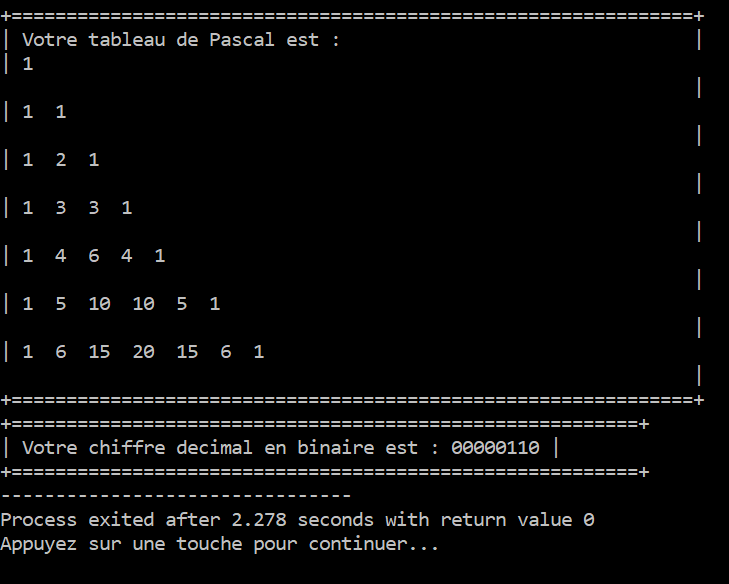 +==============================================================+
| Votre tableau de Pascal est :                                |
| 1
                                                               |
| 1  1
                                                               |
| 1  2  1
                                                               |
| 1  3  3  1
                                                               |
| 1  4  6  4  1
                                                               |
| 1  5  10  10  5  1
                                                               |
| 1  6  15  20  15  6  1
                                                               |
+==============================================================+
+=========================================================+
| Votre chiffre decimal en binaire est : 00000110 |
+=========================================================+
--------------------------------
Process exited after 2.278 seconds with return value 0
Appuyez sur une touche pour continuer...